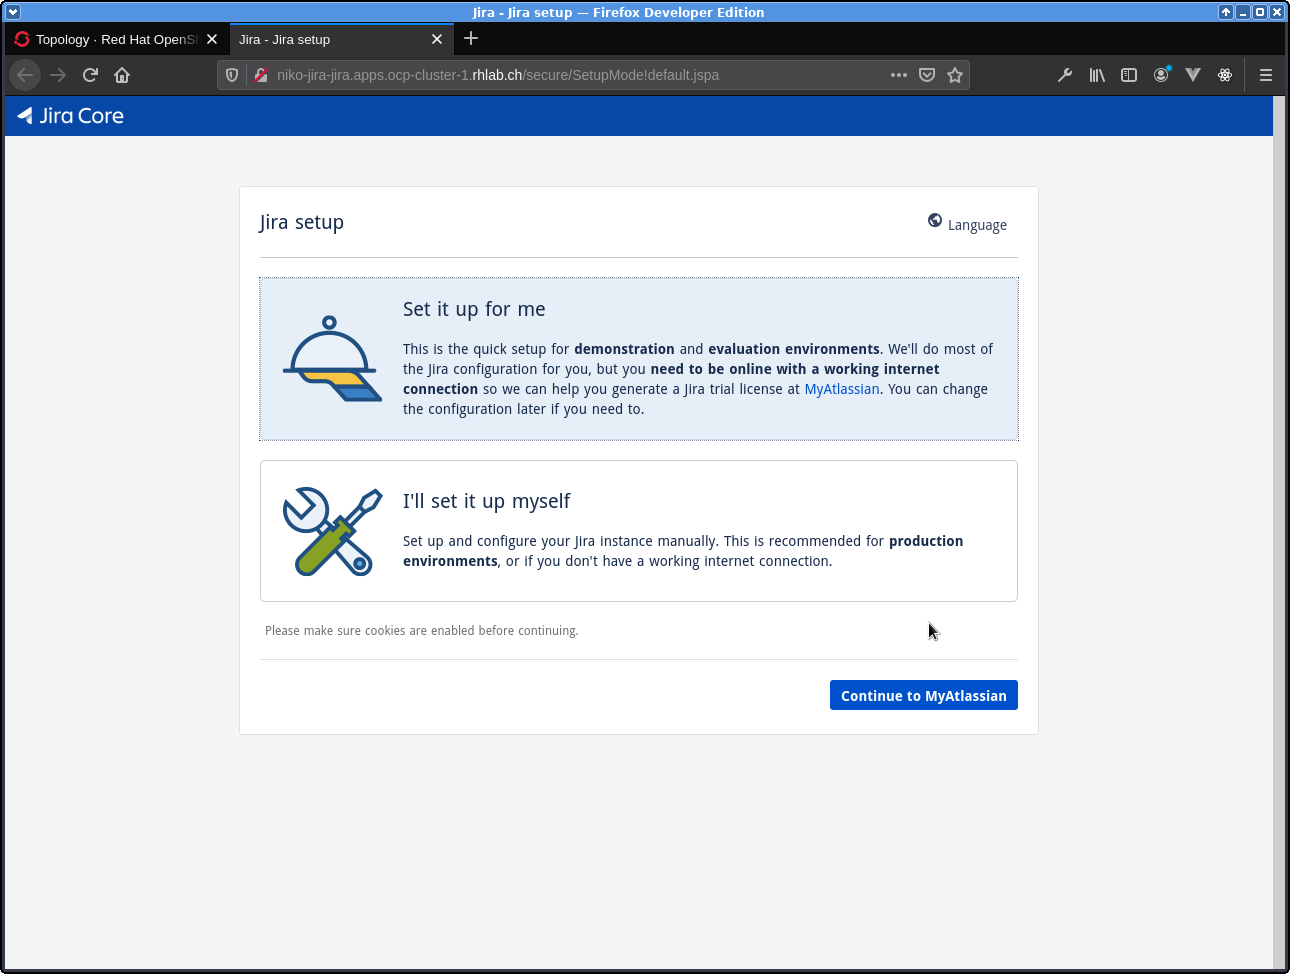 Jira - Jira setup — Firefox Developer Edition
Topology · Red Hat OpenS
Jira - Jira setup
niko-jira-jira.apps.ocp-cluster-1.rhlab.ch/secure/SetupMode!default.jspa
Jira Core
Jira setup
Language
Set it up for me
This is the quick setup for demonstration and evaluation environments. We'll do most of
the Jira configuration for you, but you need to be online with a working internet
connection so we can help you generate a Jira trial license at MyAtlassian. You can change
the configuration later if you need to.
I'll set it up myself
Set up and configure your Jira instance manually. This is recommended for production
environments, or if you don't have a working internet connection.
Please make sure cookies are enabled before continuing.
Continue to MyAtlassian